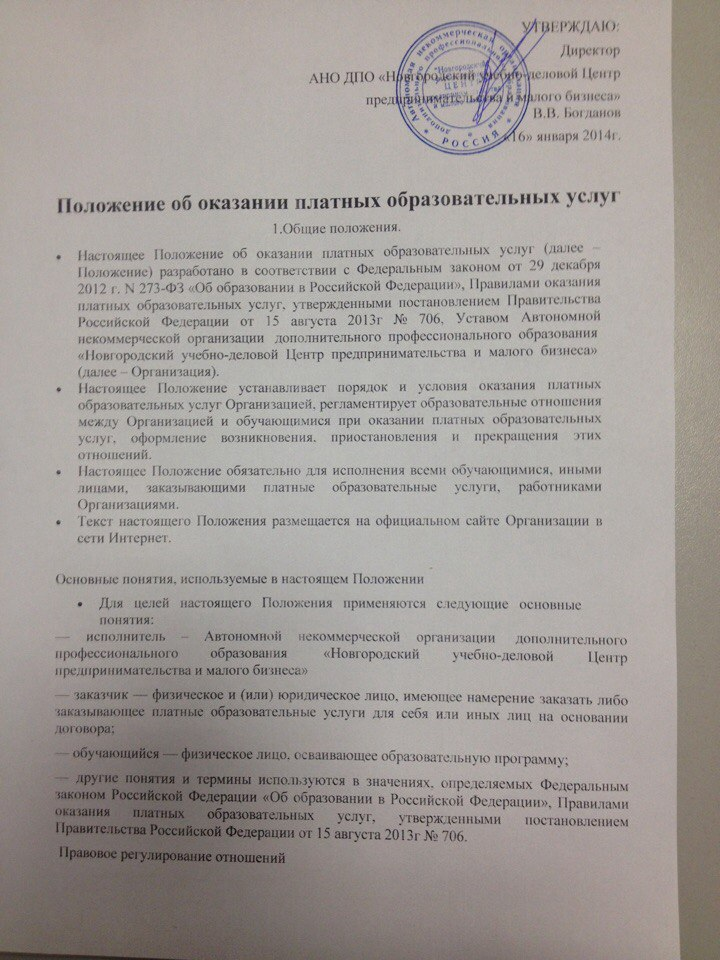 УТВЕРЖДАЮ:
Директор
АНО ДПО «Новгородский учебно-деловой Центр
предпринимательства и малого бизнеса»
В.В. Богданов
«16» января 2014г.
РОССИЯ
Положение об оказании платных образовательных услуг
1.Общие положения.
• Настоящее Положение об оказании платных образовательных услуг (далее –
Положение) разработано в соответствии с Федеральным законом от 29 декабря
2012 г. N 273-ФЗ «Об образовании в Российской Федерации», Правилами оказания
платных образовательных услуг, утвержденными постановлением Правительства
Российской Федерации от 15 августа 2013г № 706, Уставом Автономной
некоммерческой организации дополнительного профессионального образования
«Новгородский учебно-деловой Центр предпринимательства и малого бизнеса»
(далее – Организация).
• Настоящее Положение устанавливает порядок и условия оказания платных
образовательных услуг Организацией, регламентирует образовательные отношения
между Организацией и обучающимися при оказании платных образовательных
услуг, оформление возникновения, приостановления и прекращения этих
отношений.
• Настоящее Положение обязательно для исполнения всеми обучающимися, иными
лицами, заказывающими платные образовательные услуги, работниками
Организациями.
• Текст настоящего Положения размещается на официальном сайте Организации в
сети Интернет.
Основные понятия, используемые в настоящем Положении
• Для целей настоящего Положения применяются следующие основные
понятия:
— исполнитель – Автономной некоммерческой организации дополнительного
профессионального образования «Новгородский учебно-деловой Центр
предпринимательства и малого бизнеса»
— заказчик — физическое и (или) юридическое лицо, имеющее намерение заказать либо
заказывающее платные образовательные услуги для себя или иных лиц на основании
договора;
— обучающийся — физическое лицо, осваивающее образовательную программу;
— другие понятия и термины используются в значениях, определяемых Федеральным
законом Российской Федерации «Об образовании в Российской Федерации», Правилами
оказания платных образовательных услуг, утвержденными постановлением
Правительства Российской Федерации от 15 августа 2013г № 706.
Правовое регулирование отношений